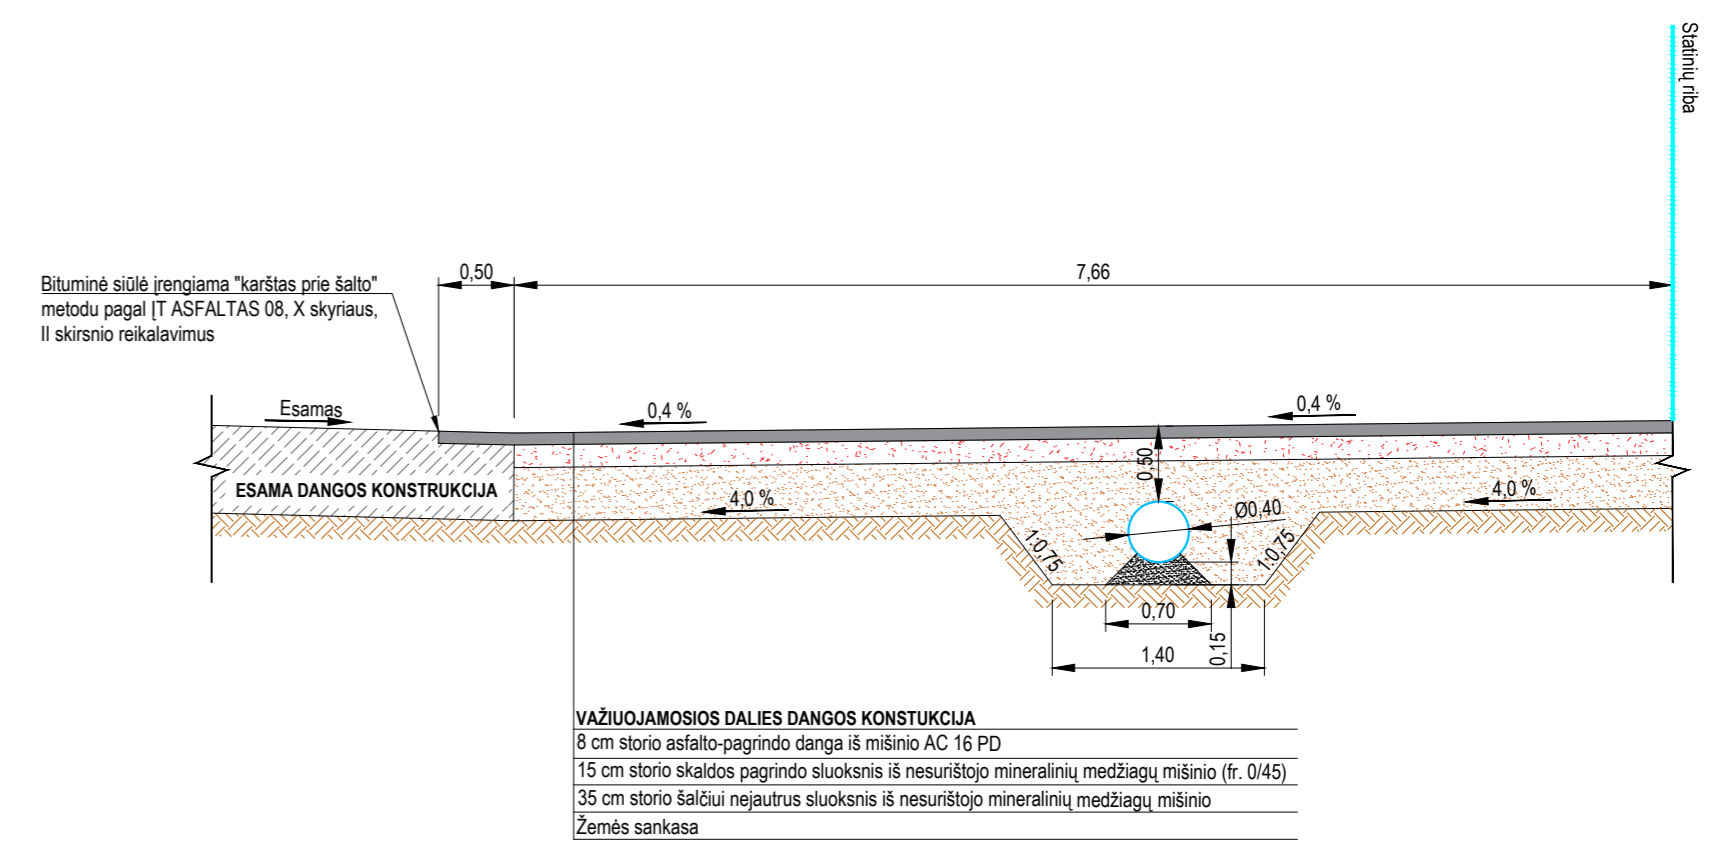 Statinių riba
0,50
7,66
Bituminė siūlė įrengiama "karštas prie šalto"
metodu pagal ĮT ASFALTAS 08, X skyriaus,
II skirsnio reikalavimus
Esamas
0,4 %
0,4 %
0,50
ESAMA DANGOS KONSTRUKCIJA
4,0 %
4,0 %
Ø0,40
1:0,75
1:0,75
0,70
0,15
1,40
VAŽIUOJAMOSIOS DALIES DANGOS KONSTUKCIJA
8 cm storio asfalto-pagrindo danga iš mišinio AC 16 PD
15 cm storio skaldos pagrindo sluoksnis iš nesurištojo mineralinių medžiagų mišinio (fr. 0/45)
35 cm storio šalčiui nejautrus sluoksnis iš nesurištojo mineralinių medžiagų mišinio
Žemės sankasa